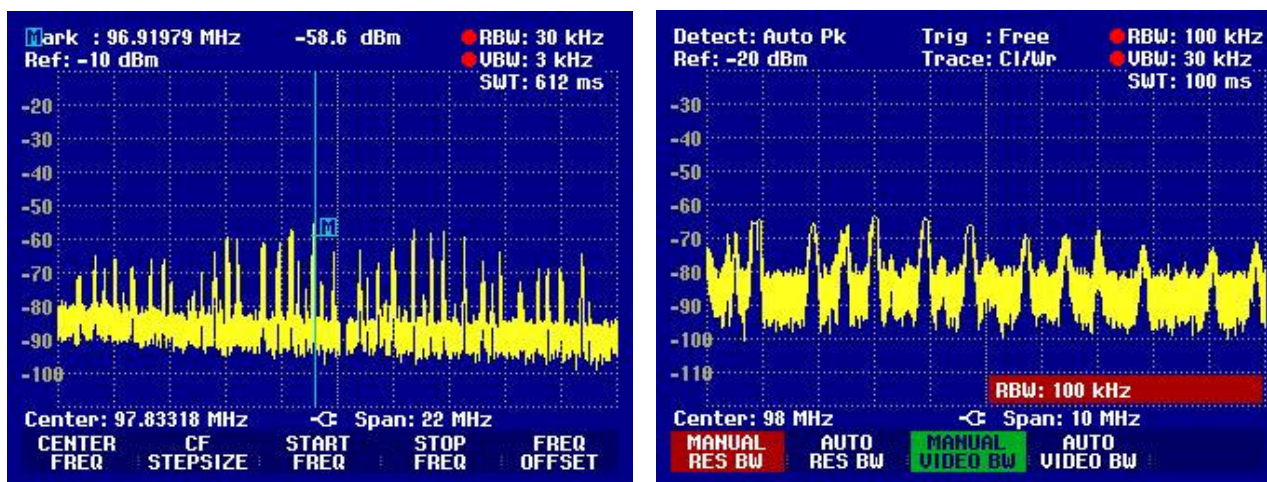 Mark : 96.91979 MHz -58.6 dBm RBW: 30 kHz
Ref: -10 dBm VBW: 3 kHz
SWT: 612 ms
-20
-30
-40
-50
M
-60
-70
-80
-90
-100
Center: 97.83318 MHz Span: 22 MHz
CENTER FREQ
CF STEPSIZE
START FREQ
STOP FREQ
FREQ OFFSET
Detect: Auto Pk Trig : Free RBW: 100 kHz
Ref: -20 dBm Trace: Cl/Wr VBW: 30 kHz
SWT: 100 ms
-30
-40
-50
-60
-70
-80
-90
-100
-110
RBW: 100 kHz
Center: 98 MHz Span: 10 MHz
MANUAL RES BW
AUTO RES BW
MANUAL VIDEO BW
AUTO VIDEO BW